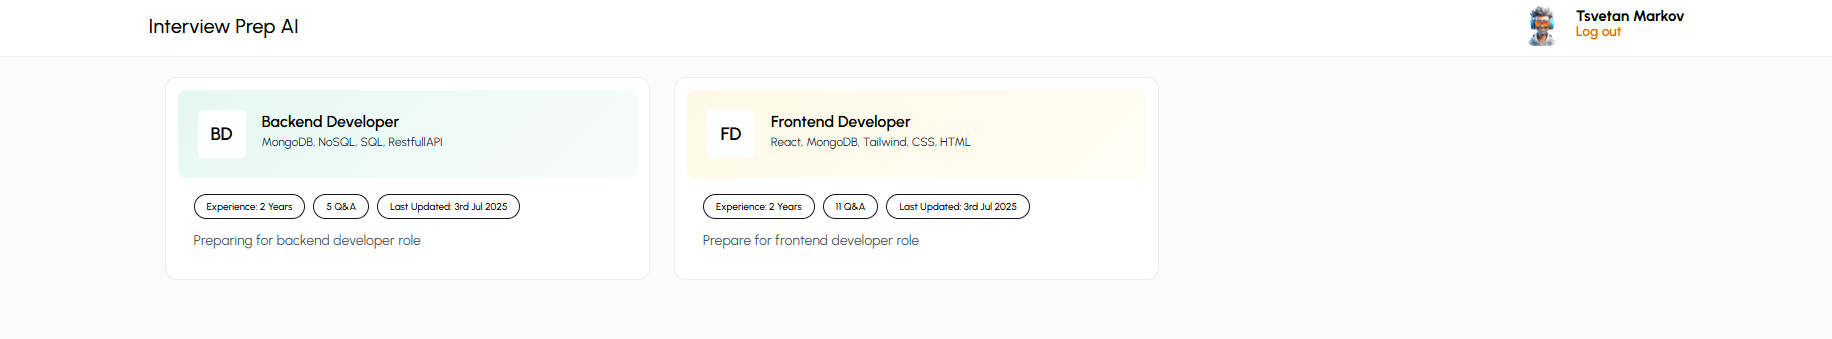 Interview Prep AI
Tsvetan Markov
Log out
BD
Backend Developer
MongoDB, NoSQL, SQL, RestfullAPI
Experience: 2 Years
5 Q&A
Last Updated: 3rd Jul 2025
Preparing for backend developer role
FD
Frontend Developer
React, MongoDB, Tailwind, CSS, HTML
Experience: 2 Years
11 Q&A
Last Updated: 3rd Jul 2025
Prepare for frontend developer role